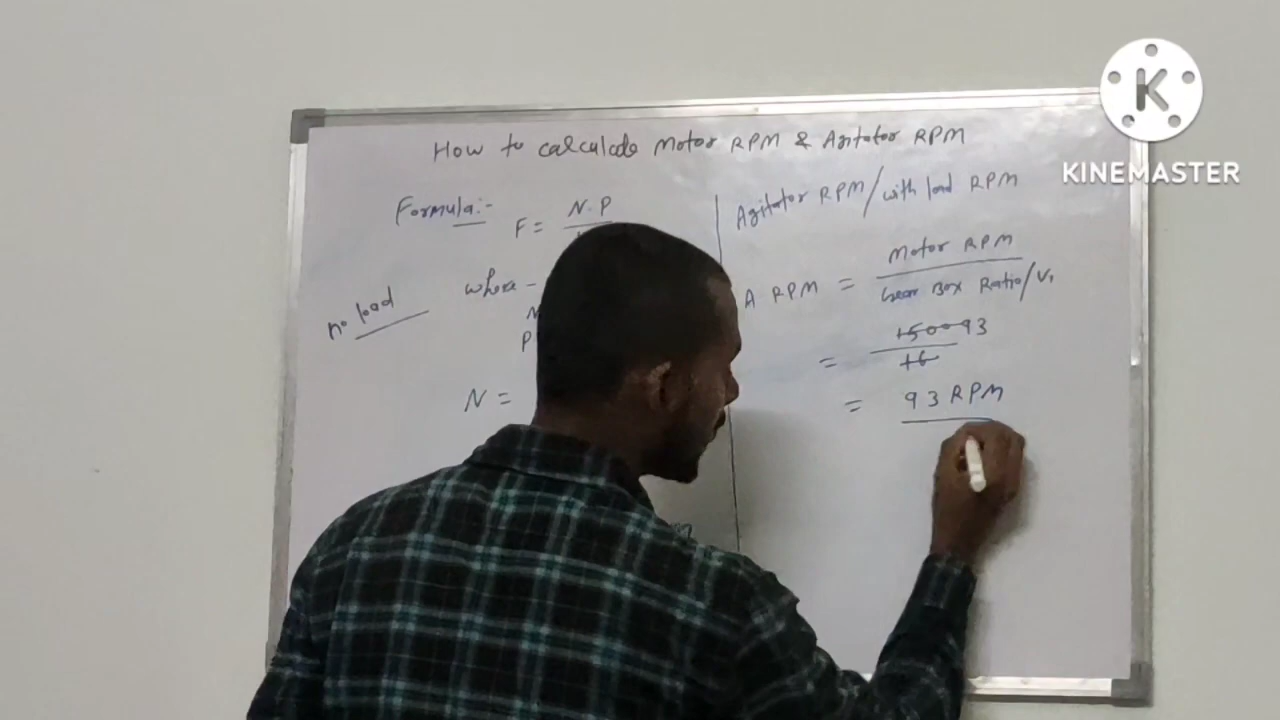 How to calculate Motor RPM & Agitator RPM
Formula:-
F = N.P
where -
no load
N
P
N =
Agitator RPM/with load RPM
A RPM = Motor RPM
Gear Box Ratio/
= 1500 93
16
= 93 RPM
K
KINEMASTER